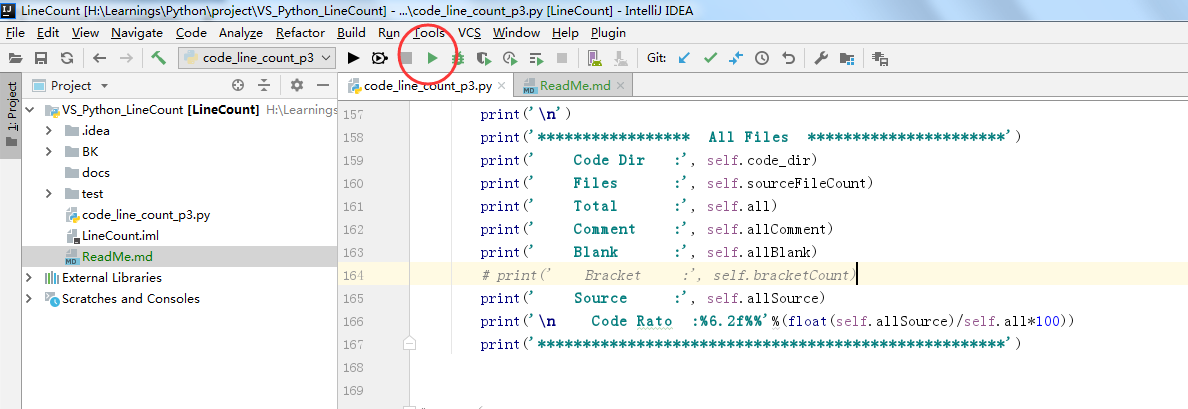 LineCount [H:\Learnings\Python\project\VS_Python_LineCount] - ...\code_line_count_p3.py [LineCount] - IntelliJ IDEA
File Edit View Navigate Code Analyze Refactor Build Run Tools VCS Window Help Plugin
code_line_count_p3 Git:
1: Project
Project
code_line_count_p3.py ReadMe.md
VS_Python_LineCount [LineCount] H:\Learnings
.idea
BK
docs
test
code_line_count_p3.py
LineCount.iml
ReadMe.md
External Libraries
Scratches and Consoles
157 print('\n')
158 print('***************** All Files **********************')
159 print(' Code Dir :', self.code_dir)
160 print(' Files :', self.sourceFileCount)
161 print(' Total :', self.all)
162 print(' Comment :', self.allComment)
163 print(' Blank :', self.allBlank)
164 # print(' Bracket :', self.bracketCount)
165 print(' Source :', self.allSource)
166 print('\n Code Rato :%6.2f%%'%(float(self.allSource)/self.all*100))
167 print('****************************************************')
168
169